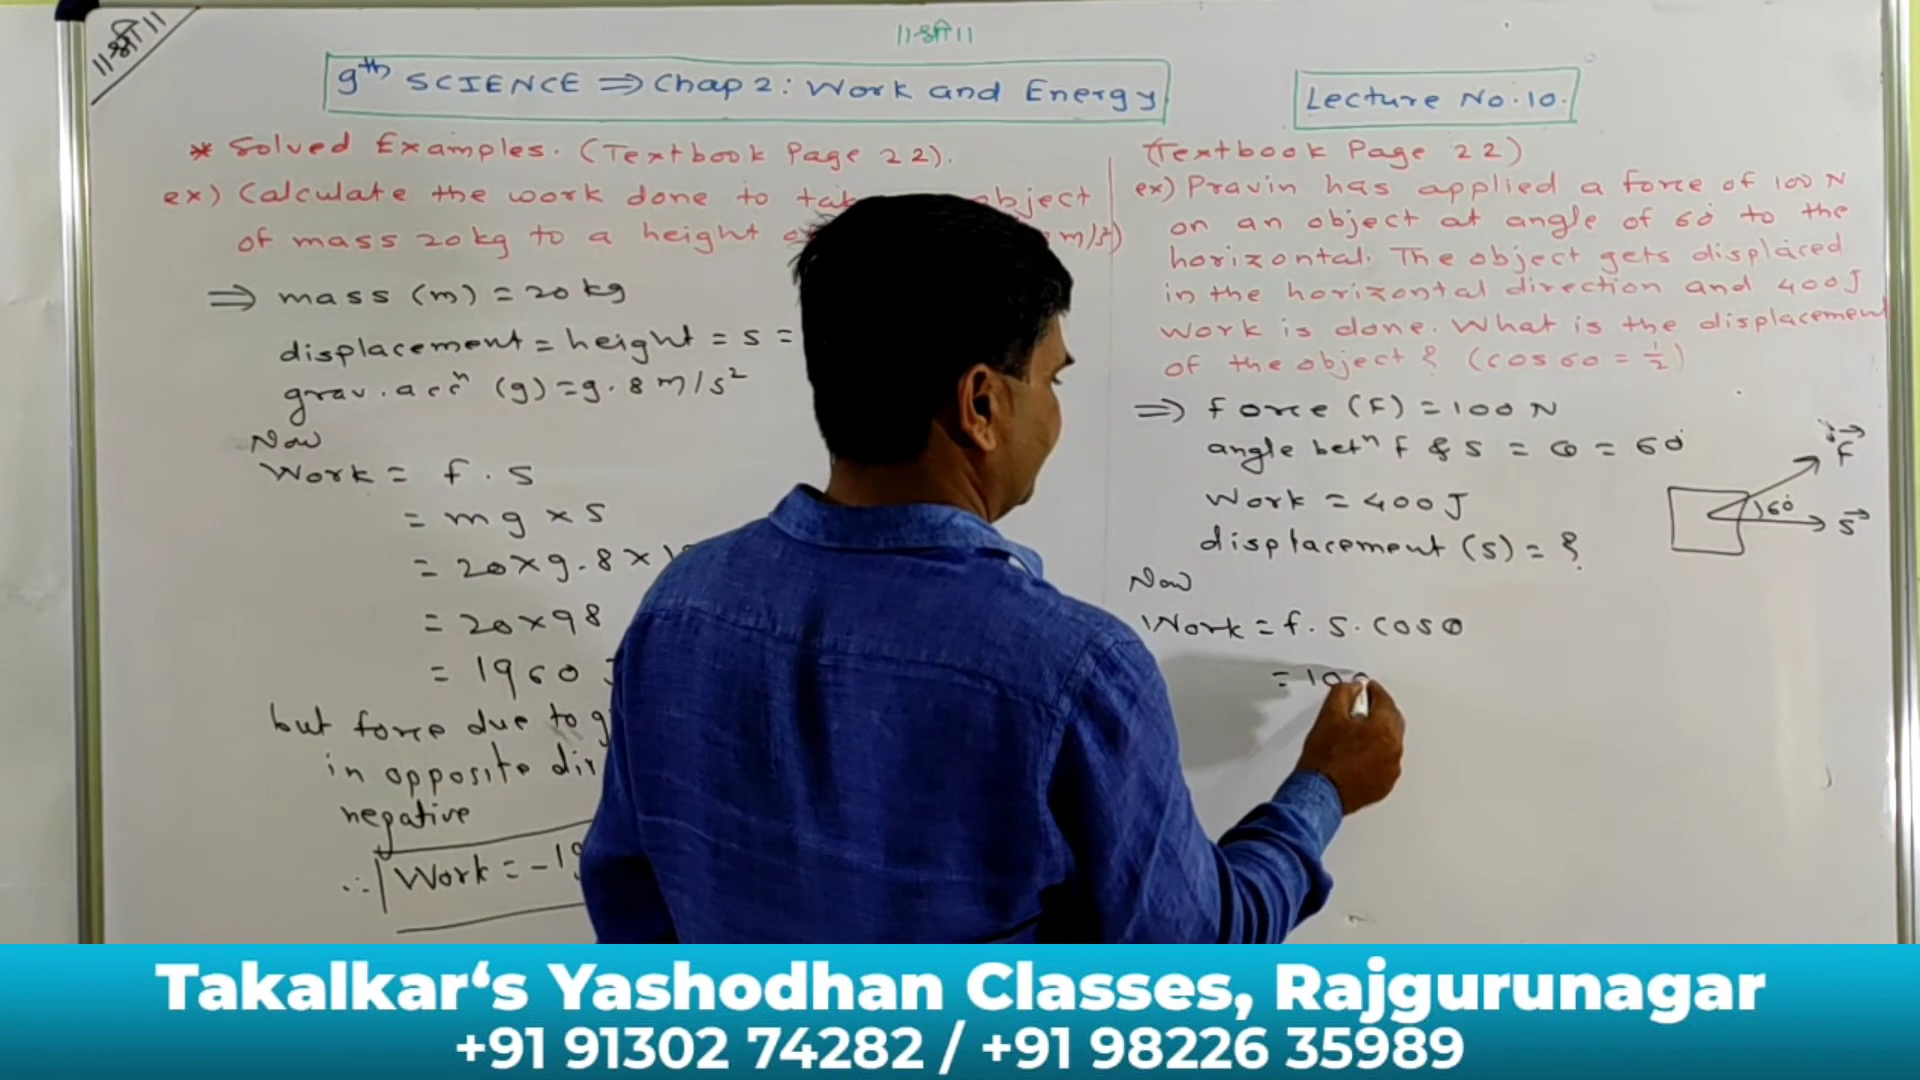 ॥श्री॥
॥श्री॥
9th SCIENCE ⇒ Chap 2: Work and Energy
Lecture No.10.
* Solved Examples. (Textbook Page 22).
ex) Calculate the work done to object
of mass 20kg to a height m/s²)
⇒ mass (m) = 20 kg
displacement = height = s =
grav. accⁿ (g) = 9.8 m/s²
Now
Work = f . s
= mg × s
= 20 × 9.8 ×
= 20 × 98
= 1960 J
but force due to
in opposite
negative
∴ Work = -
(Textbook Page 22)
ex) Pravin has applied a force of 100 N
on an object at angle of 60° to the
horizontal. The object gets displaced
in the horizontal direction and 400J
work is done. What is the displacement
of the object? (cos 60 = 1/2)
⇒ force (F) = 100 N
angle betⁿ F & S = θ = 60°
Work = 400 J
displacement (s) = ?
F
60°
S
Now
Work = f . s . cos θ
= 100
Takalkar‘s Yashodhan Classes, Rajgurunagar
+91 91302 74282 / +91 98226 35989